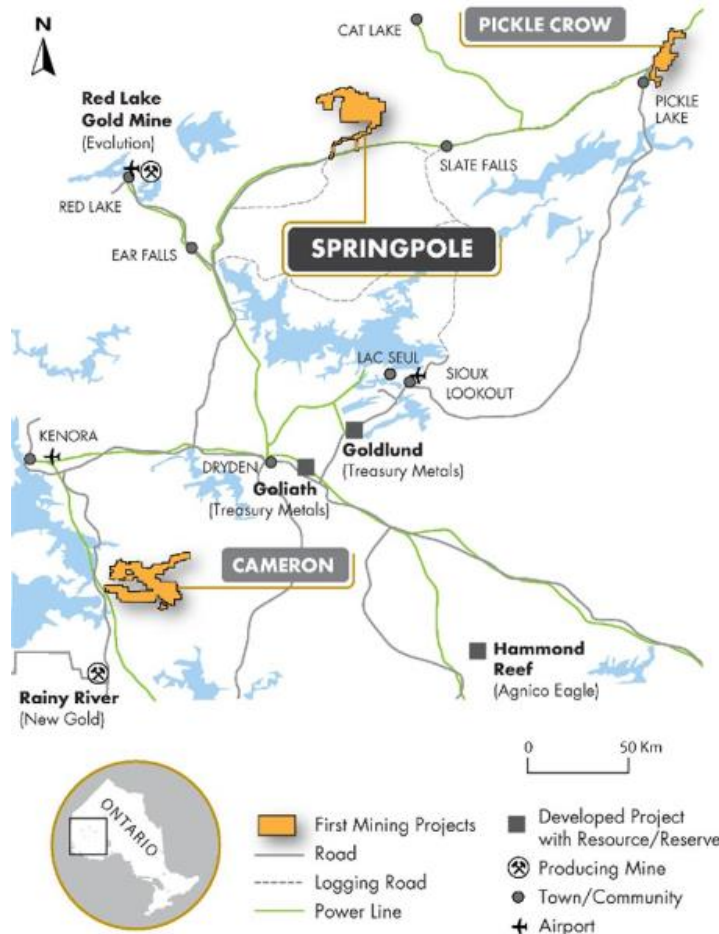 N
CAT LAKE
PICKLE CROW
Red Lake
Gold Mine
(Evolution)
PICKLE
LAKE
SLATE FALLS
RED LAKE
SPRINGPOLE
EAR FALLS
LAC SEUL
SIOUX
LOOKOUT
KENORA
Goldlund
(Treasury Metals)
DRYDEN
Goliath
(Treasury Metals)
CAMERON
Hammond
Reef
(Agnico Eagle)
Rainy River
(New Gold)
0 50 Km
ONTARIO
First Mining Projects
Road
Logging Road
Power Line
Developed Project
with Resource/Reserve
Producing Mine
Town/Community
Airport